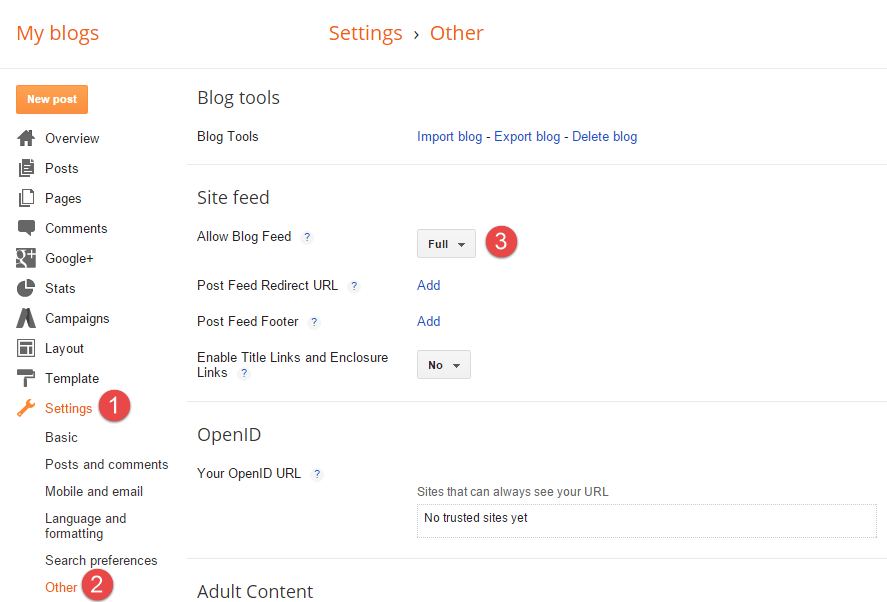 My blogs
Settings › Other
New post
Overview
Posts
Pages
Comments
Google+
Stats
Campaigns
Layout
Template
Settings 1
Basic
Posts and comments
Mobile and email
Language and
formatting
Search preferences
Other 2
Blog tools
Blog Tools
Import blog - Export blog - Delete blog
Site feed
Allow Blog Feed ? Full 3
Post Feed Redirect URL ? Add
Post Feed Footer ? Add
Enable Title Links and Enclosure
Links ? No
OpenID
Your OpenID URL ?
Sites that can always see your URL
No trusted sites yet
Adult Content